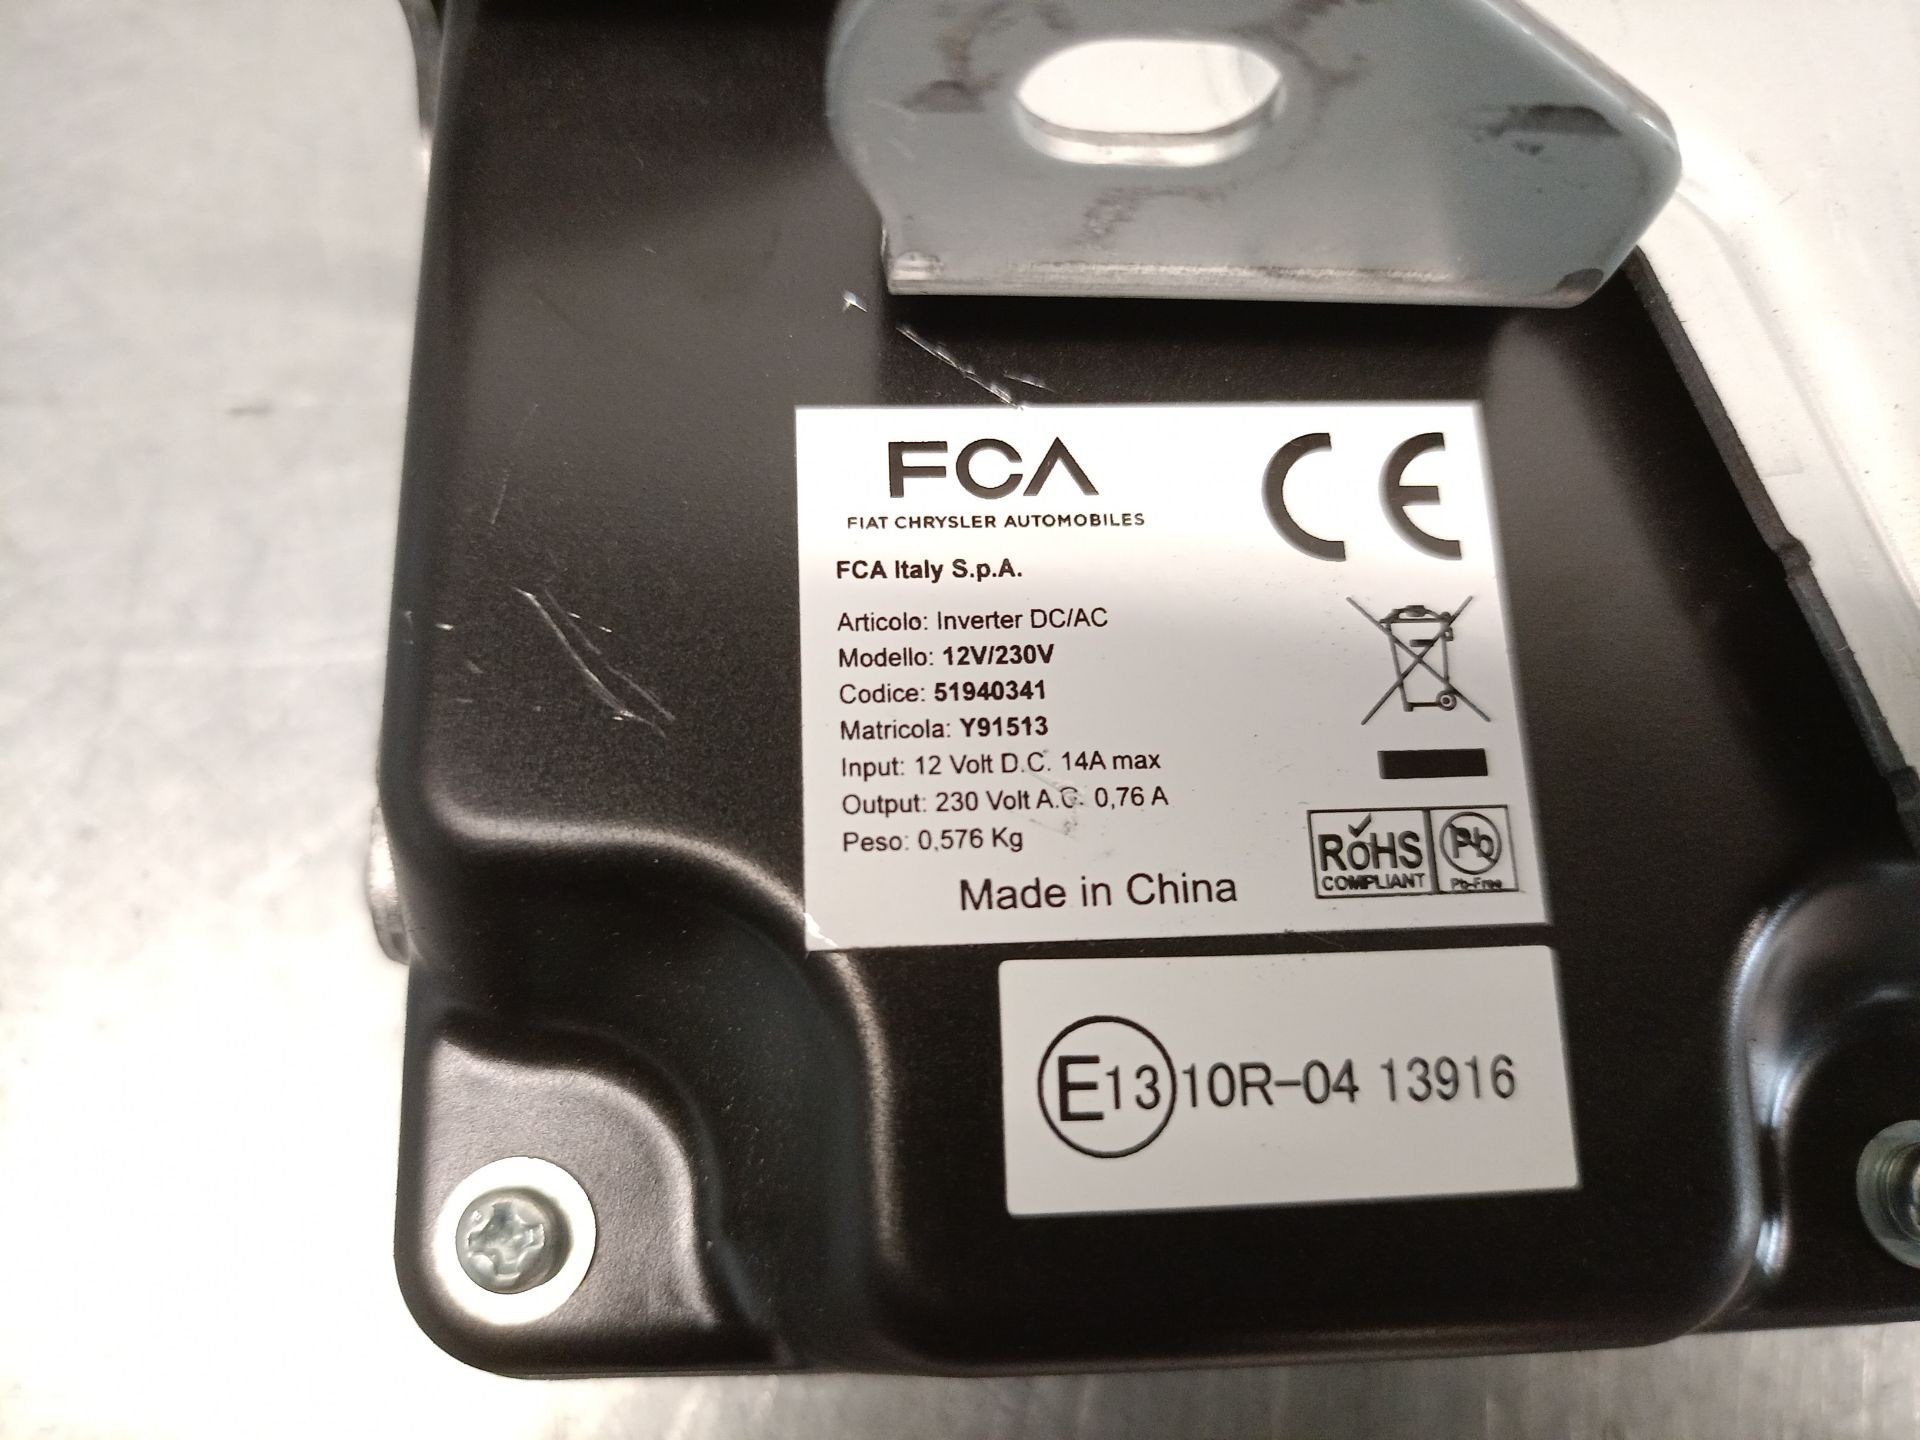 FCA
FIAT CHRYSLER AUTOMOBILES
CE
FCA Italy S.p.A.
Articolo: Inverter DC/AC
Modello: 12V/230V
Codice: 51940341
Matricola: Y91513
Input: 12 Volt D.C. 14A max
Output: 230 Volt A.C. 0,76 A
Peso: 0,576 Kg
Made in China
RoHS
COMPLIANT
Pb
Pb-Free
E13 10R-04 13916